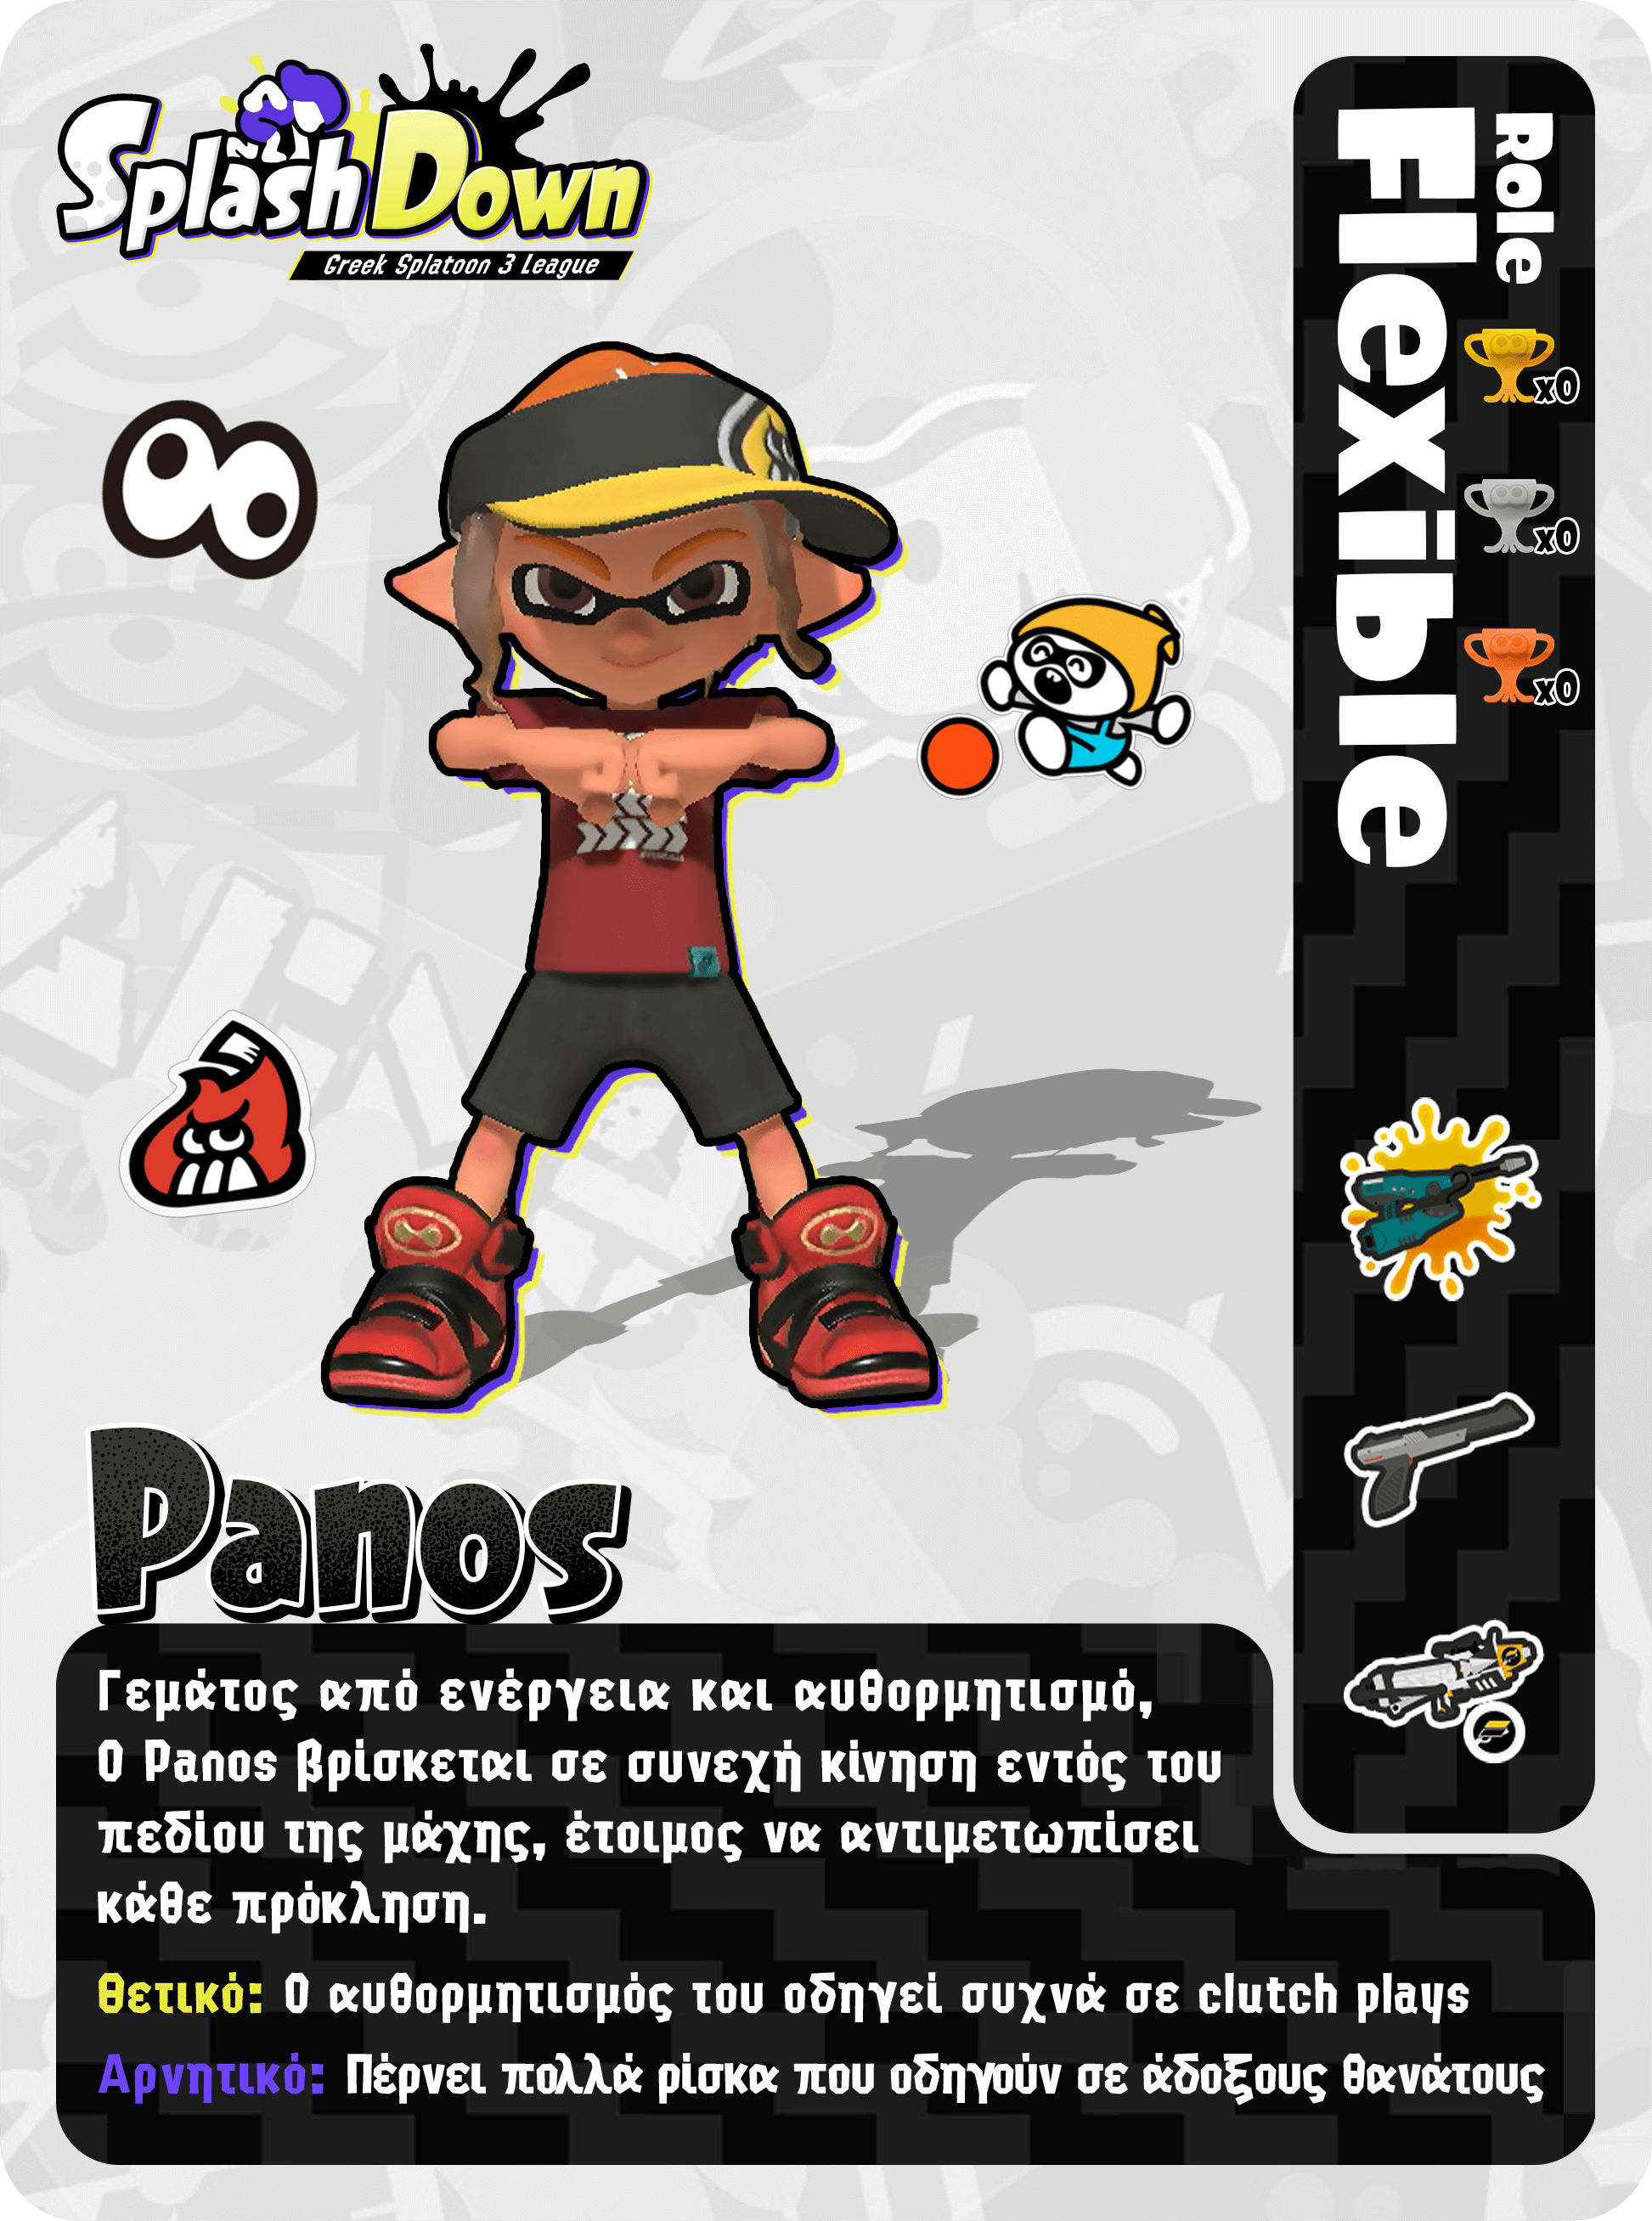 SplashDown
Greek Splatoon 3 League
Role
Flexible
x0
x0
x0
Panos
Γεμάτος από ενέργεια και αυθορμητισμό,
Ο Panos βρίσκεται σε συνεχή κίνηση εντός του
πεδίου της μάχης, έτοιμος να αντιμετωπίσει
κάθε πρόκληση.
Θετικό: Ο αυθορμητισμός του οδηγεί συχνά σε clutch plays
Αρνητικό: Πέρνει πολλά ρίσκα που οδηγούν σε άδοξους θανάτους